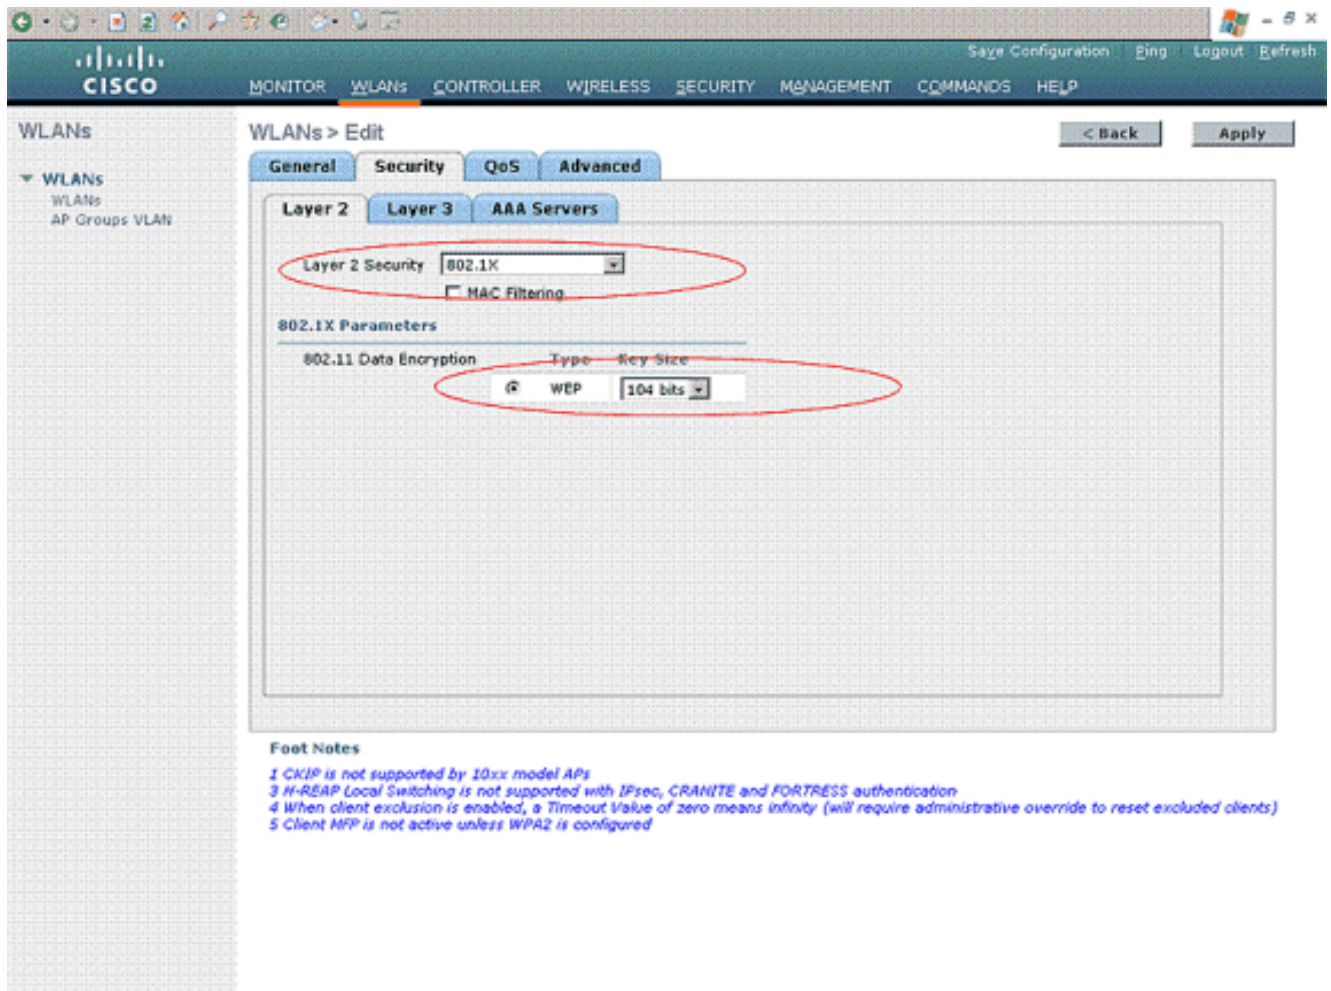 Save Configuration Ping Logout Refresh
CISCO
MONITOR WLANs CONTROLLER WIRELESS SECURITY MANAGEMENT COMMANDS HELP
WLANs
WLANs > Edit
< Back
Apply
WLANs
WLANs
AP Groups VLAN
General Security QoS Advanced
Layer 2 Layer 3 AAA Servers
Layer 2 Security 802.1X
MAC Filtering
802.1X Parameters
802.11 Data Encryption Type Key Size
WEP 104 bits
Foot Notes
1 CKIP is not supported by 10xx model APs
3 H-REAP Local Switching is not supported with IPsec, CRANITE and FORTRESS authentication
4 When client exclusion is enabled, a Timeout Value of zero means infinity (will require administrative override to reset excluded clients)
5 Client MFP is not active unless WPA2 is configured